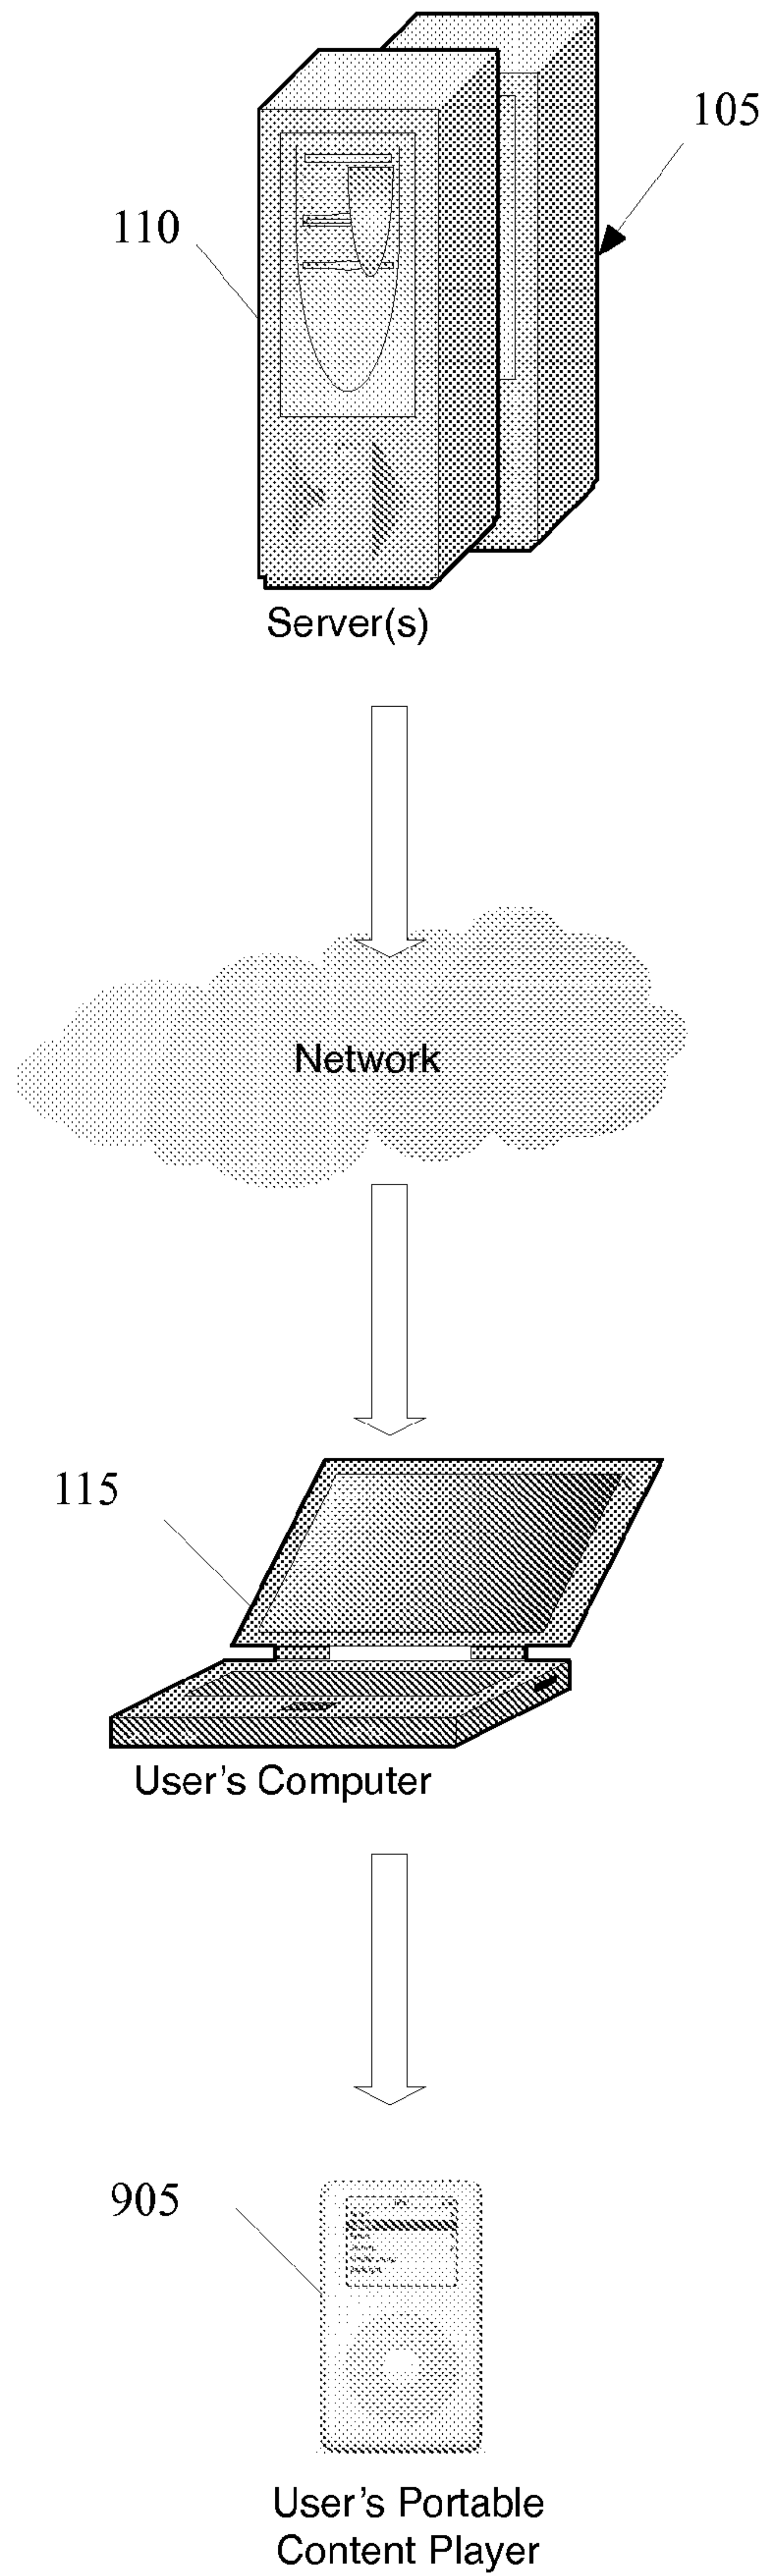 105
110
Server(s)
Network
115
User's Computer
905
User's Portable
Content Player